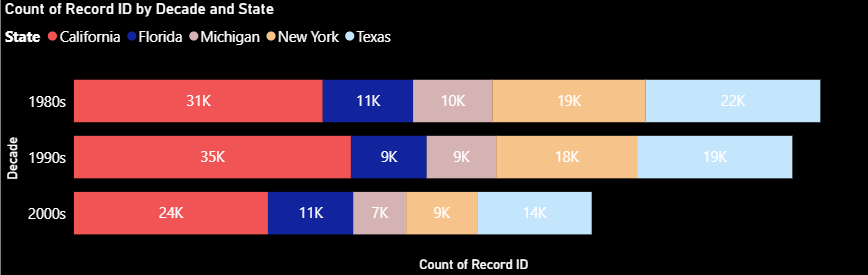 Count of Record ID by Decade and State
State California Florida Michigan New York Texas
1980s 31K 11K 10K 19K 22K
1990s 35K 9K 9K 18K 19K
2000s 24K 11K 7K 9K 14K
Decade
Count of Record ID